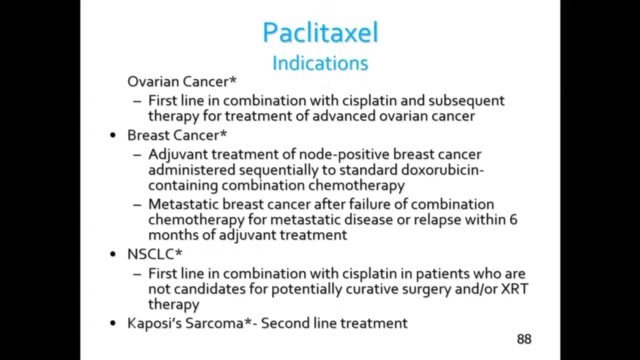 Paclitaxel
Indications
Ovarian Cancer*
– First line in combination with cisplatin and subsequent
therapy for treatment of advanced ovarian cancer
• Breast Cancer*
– Adjuvant treatment of node-positive breast cancer
administered sequentially to standard doxorubicin-
containing combination chemotherapy
– Metastatic breast cancer after failure of combination
chemotherapy for metastatic disease or relapse within 6
months of adjuvant treatment
• NSCLC*
– First line in combination with cisplatin in patients who are
not candidates for potentially curative surgery and/or XRT
therapy
• Kaposi's Sarcoma*- Second line treatment
88